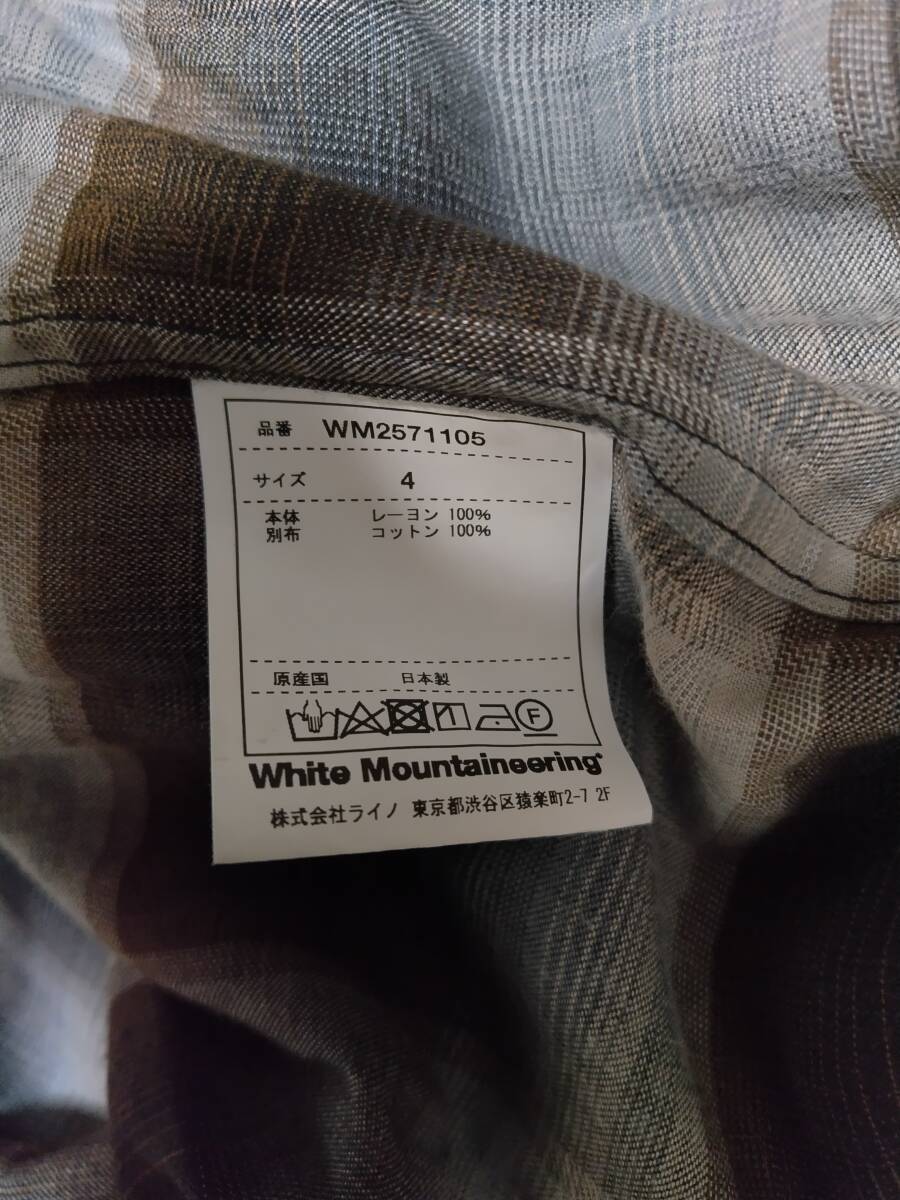 品番 WM2571105
サイズ 4
本体 レーヨン 100%
別布 コットン 100%
原産国 日本製
F
White Mountaineering
株式会社ライノ 東京都渋谷区猿楽町2-7 2F